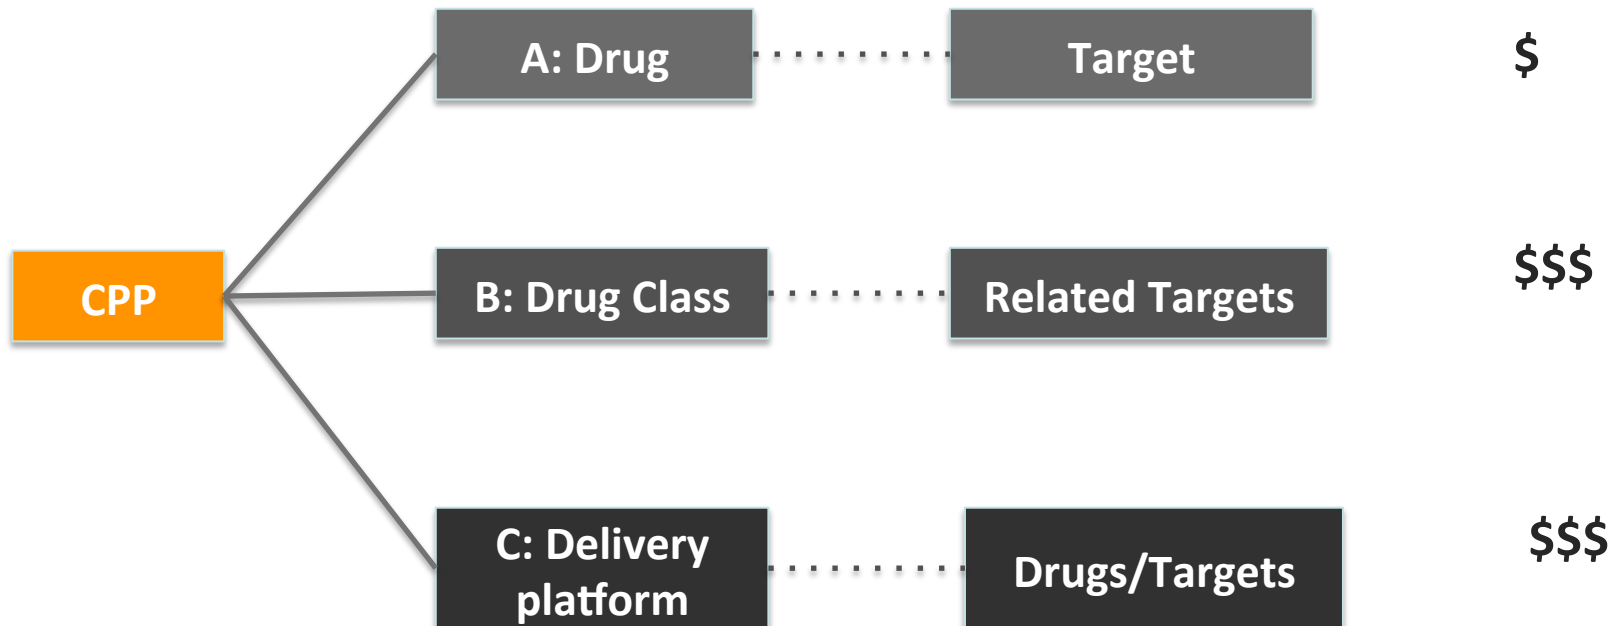 A: Drug
Target
$
CPP
B: Drug Class
Related Targets
$$$
C: Delivery
platform
Drugs/Targets
$$$